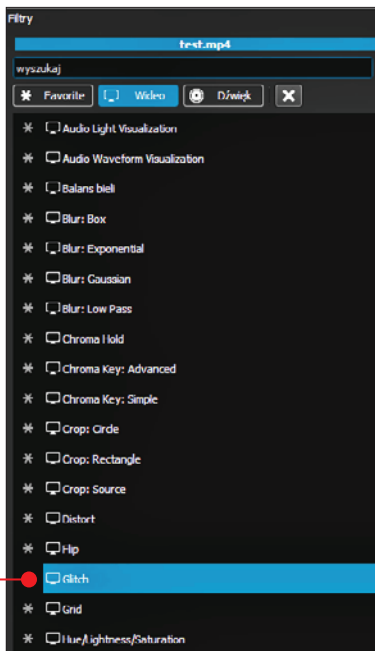 Filtry
test.mp4
wyszukaj
Favorite Wideo Dźwięk
Audio Light Visualization
Audio Waveform Visualization
Balans bieli
Blur: Box
Blur: Exponential
Blur: Gaussian
Blur: Low Pass
Chroma Hold
Chroma Key: Advanced
Chroma Key: Simple
Crop: Circle
Crop: Rectangle
Crop: Source
Distort
Flip
Glitch
Grid
Hue/Lightness/Saturation